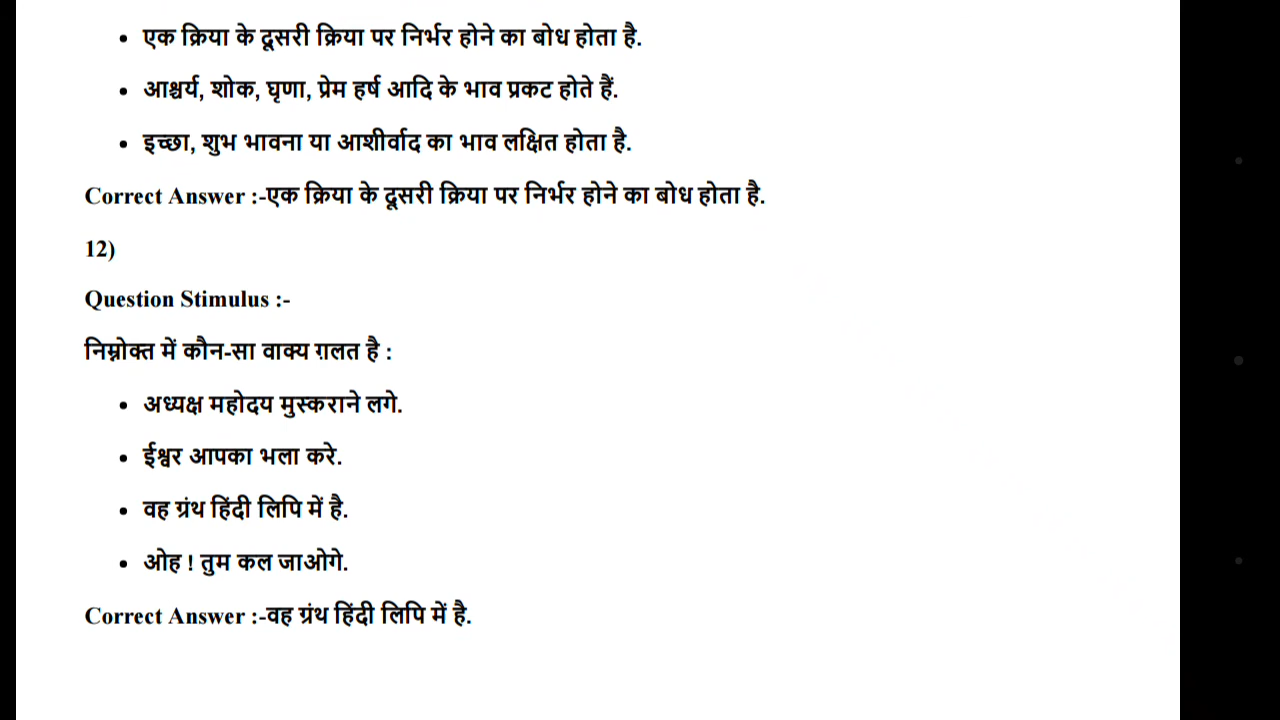 • एक क्रिया के दूसरी क्रिया पर निर्भर होने का बोध होता है.
• आश्चर्य, शोक, घृणा, प्रेम हर्ष आदि के भाव प्रकट होते हैं.
• इच्छा, शुभ भावना या आशीर्वाद का भाव लक्षित होता है.
Correct Answer :-एक क्रिया के दूसरी क्रिया पर निर्भर होने का बोध होता है.
12)
Question Stimulus :-
निम्नोक्त में कौन-सा वाक्य ग़लत है :
• अध्यक्ष महोदय मुस्कराने लगे.
• ईश्वर आपका भला करे.
• वह ग्रंथ हिंदी लिपि में है.
• ओह ! तुम कल जाओगे.
Correct Answer :-वह ग्रंथ हिंदी लिपि में है.